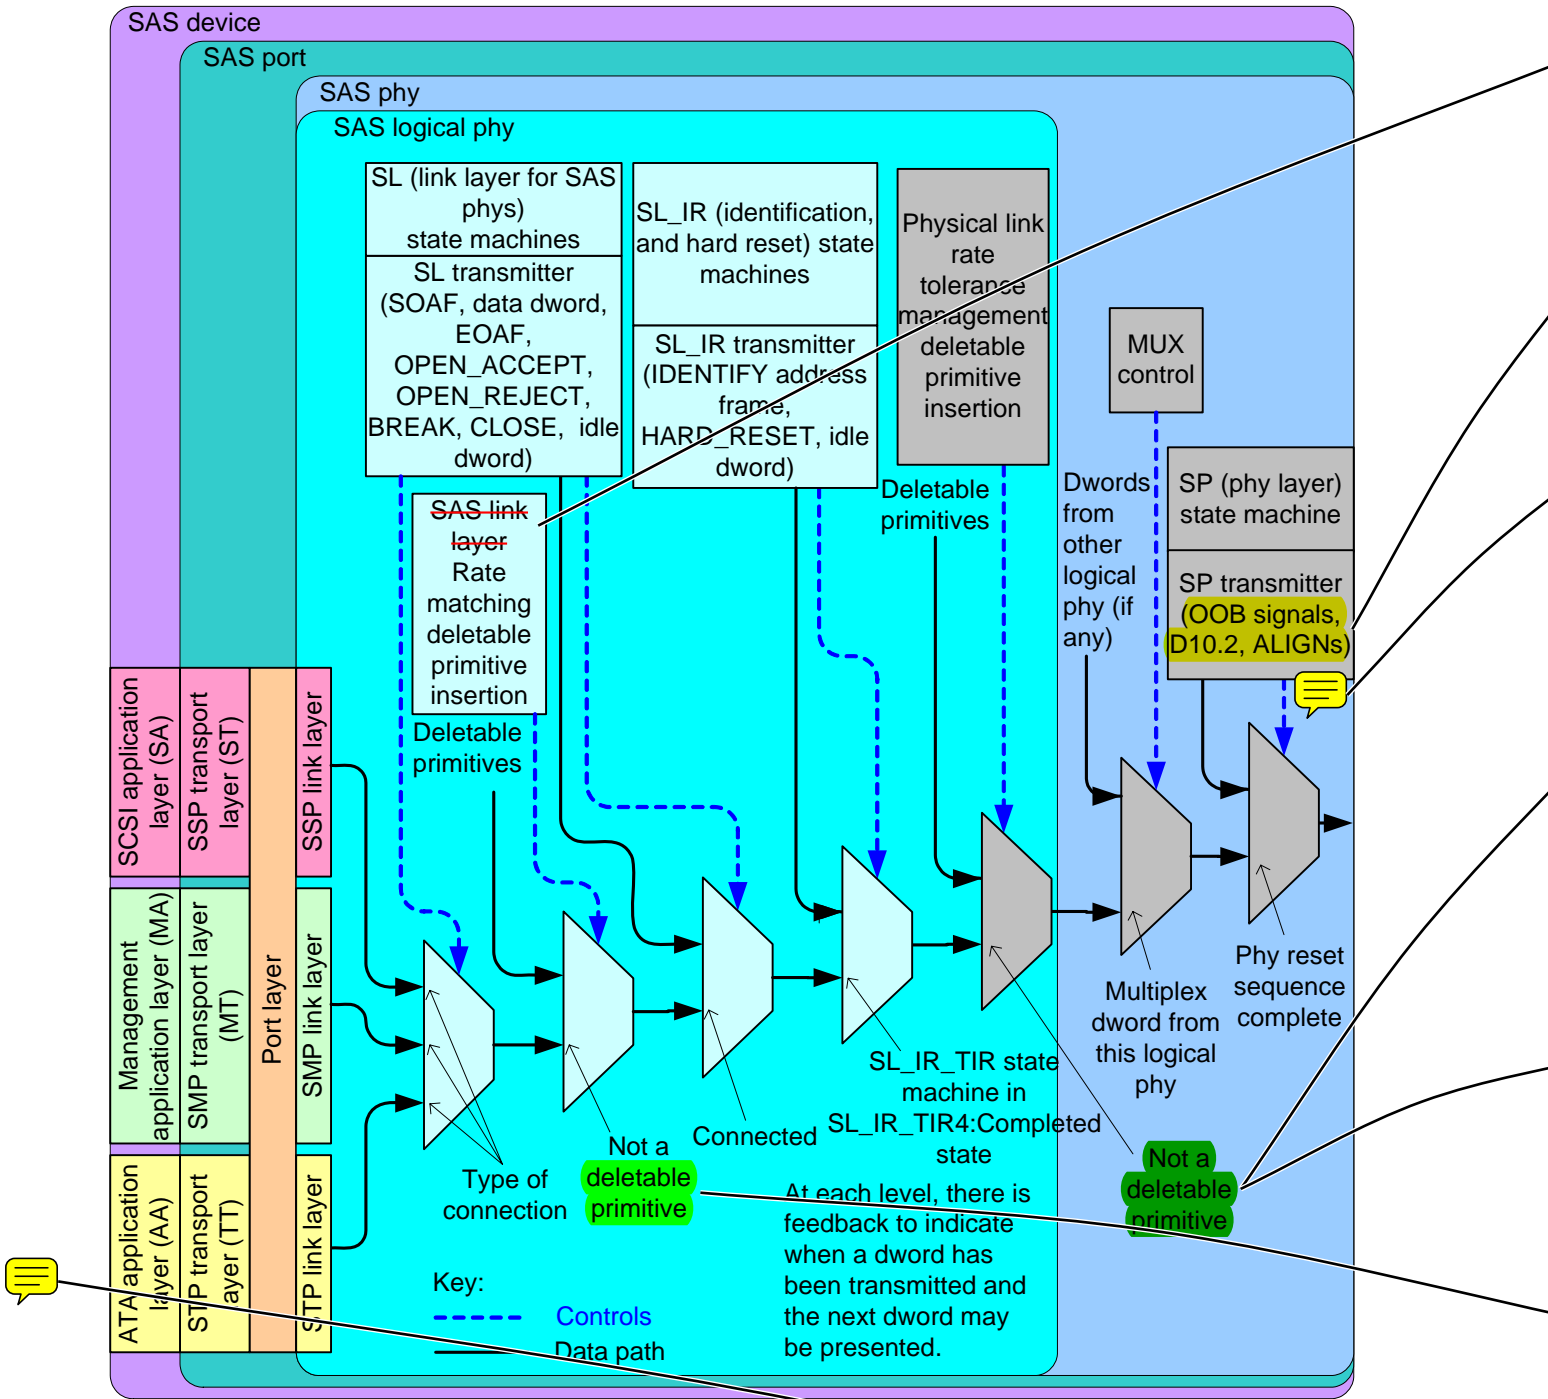 SAS device
SAS port
SAS phy
SAS logical phy
SL (link layer for SAS
phys)
state machines
SL transmitter
(SOAF, data dword,
EOAF,
OPEN_ACCEPT,
OPEN_REJECT,
BREAK, CLOSE, idle
dword)
SL_IR (identification,
and hard reset) state
machines
SL_IR transmitter
(IDENTIFY address
frame,
HARD_RESET, idle
dword)
Physical link
rate
tolerance
management
deletable
primitive
insertion
MUX
control
SP (phy layer)
state machine
SP transmitter
(OOB signals,
D10.2, ALIGNs)
SAS link
layer
Rate
matching
deletable
primitive
insertion
Deletable
primitives
Deletable
primitives
Dwords
from
other
logical
phy (if
any)
SCSI application
layer (SA)
SSP transport
layer (ST)
SSP link layer
Management
application layer (MA)
SMP transport layer
(MT)
Port layer
SMP link layer
ATA application
layer (AA)
STP transport
layer (TT)
STP link layer
Type of
connection
Not a
deletable
primitive
Connected
SL_IR_TIR state
machine in
SL_IR_TIR4:Completed
state
Not a
deletable
primitive
Multiplex
dword from
this logical
phy
Phy reset
sequence
complete
At each level, there is
feedback to indicate
when a dword has
been transmitted and
the next dword may
be presented.
Key:
Controls
Data path